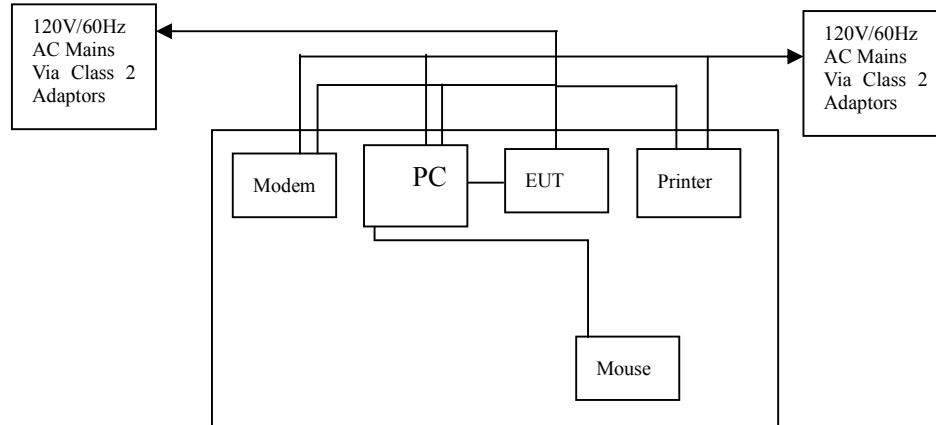 120V/60Hz
AC Mains
Via Class 2
Adaptors
120V/60Hz
AC Mains
Via Class 2
Adaptors
Modem
PC
EUT
Printer
Mouse